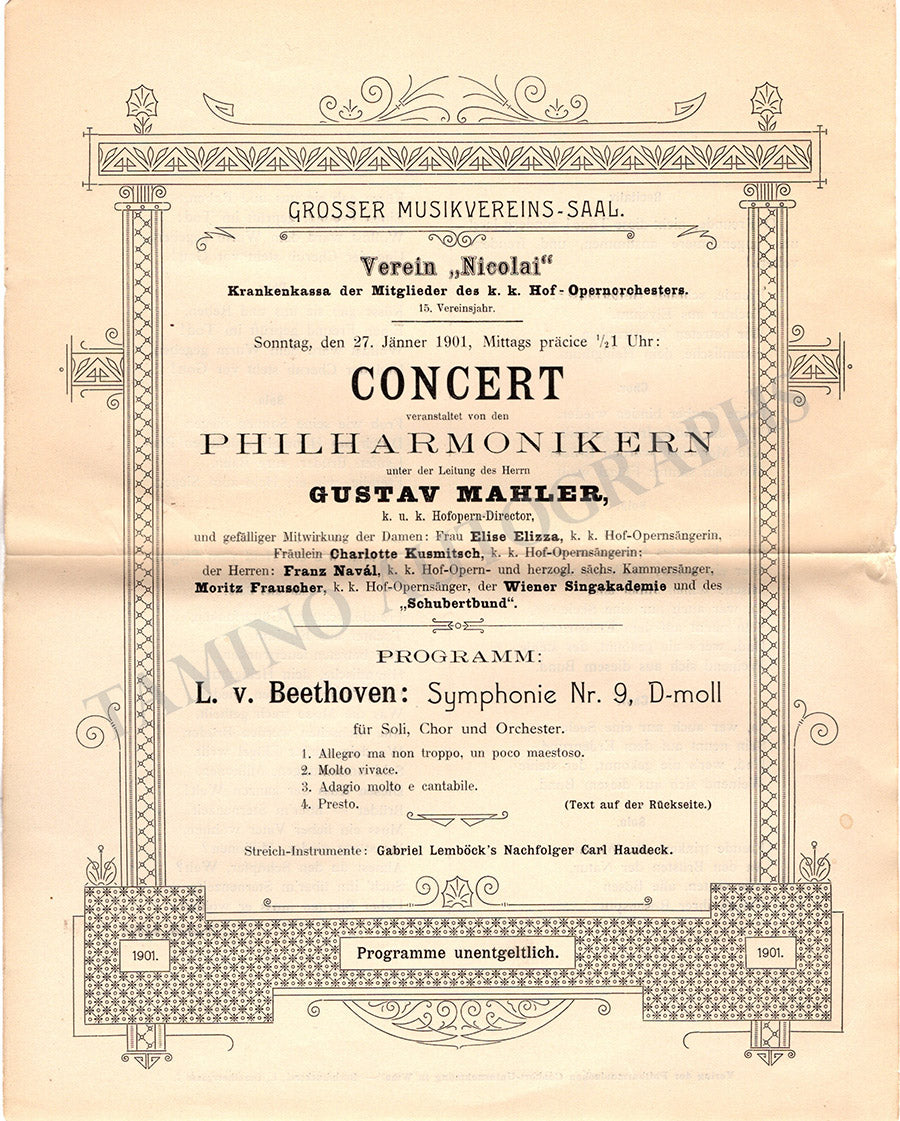 GROSSER MUSIKVEREINS-SAAL.
Verein „Nicolai“
Krankenkassa der Mitglieder des k. k. Hof-Opernorchesters.
15. Vereinsjahr.
Sonntag, den 27. Jänner 1901, Mittags präcice ½1 Uhr:
CONCERT
veranstaltet von den
PHILHARMONIKERN
unter der Leitung des Herrn
GUSTAV MAHLER,
k. u. k. Hofopern-Director,
und gefälliger Mitwirkung der Damen: Frau Elise Elizza, k. k. Hof-Opernsängerin,
Fräulein Charlotte Kusmitsch, k. k. Hof-Opernsängerin;
der Herren: Franz Navál, k. k. Hof-Opern- und herzogl. sächs. Kammersänger,
Moritz Frauscher, k. k. Hof-Opernsänger, der Wiener Singakademie und des
„Schubertbund“.
PROGRAMM:
L. v. Beethoven: Symphonie Nr. 9, D-moll
für Soli, Chor und Orchester.
1. Allegro ma non troppo, un poco maestoso.
2. Molto vivace.
3. Adagio molto e cantabile.
4. Presto. (Text auf der Rückseite.)
Streich-Instrumente: Gabriel Lemböck's Nachfolger Carl Haudeck.
1901. Programme unentgeltlich. 1901.
TAMINO AUTOGRAPHS